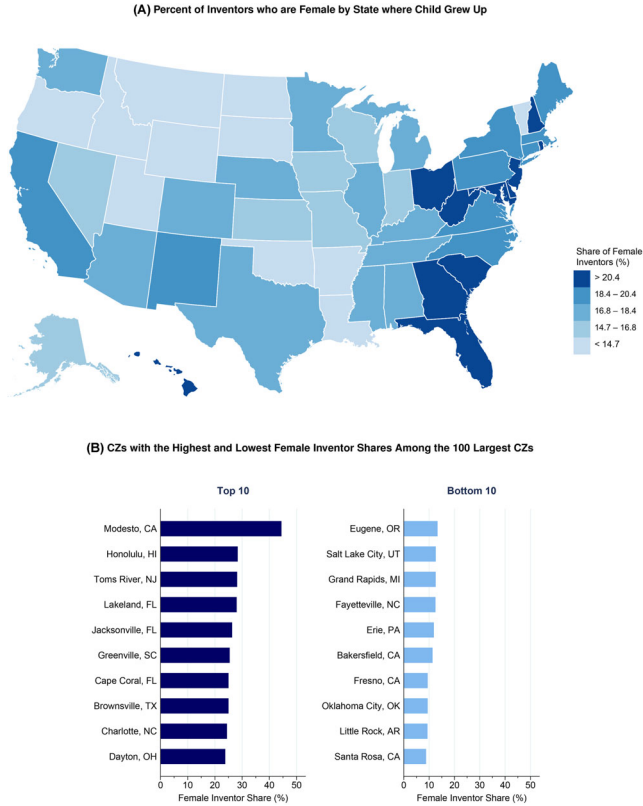 (A) Percent of Inventors who are Female by State where Child Grew Up
Share of Female
Inventors (%)
> 20.4
18.4 – 20.4
16.8 – 18.4
14.7 – 16.8
< 14.7
(B) CZs with the Highest and Lowest Female Inventor Shares Among the 100 Largest CZs
Top 10
Modesto, CA
Honolulu, HI
Toms River, NJ
Lakeland, FL
Jacksonville, FL
Greenville, SC
Cape Coral, FL
Brownsville, TX
Charlotte, NC
Dayton, OH
0 10 20 30 40 50
Female Inventor Share (%)
Bottom 10
Eugene, OR
Salt Lake City, UT
Grand Rapids, MI
Fayetteville, NC
Erie, PA
Bakersfield, CA
Fresno, CA
Oklahoma City, OK
Little Rock, AR
Santa Rosa, CA
0 10 20 30 40 50
Female Inventor Share (%)